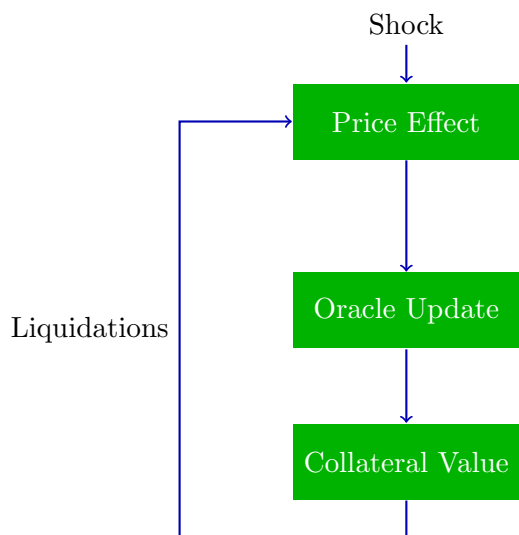 Shock
Price Effect
Oracle Update
Liquidations
Collateral Value